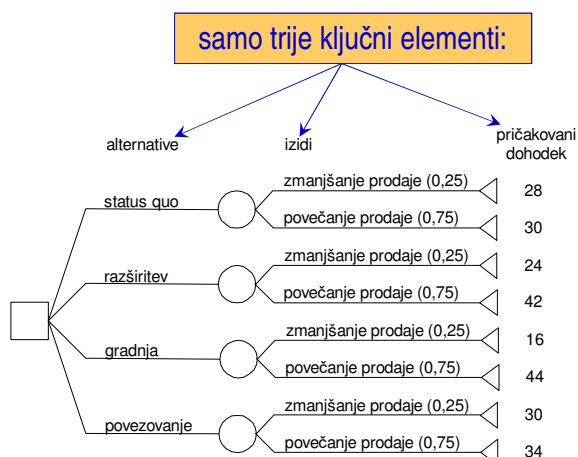 samo trije ključni elementi:
alternative
izidi
pričakovani
dohodek
status quo
zmanjšanje prodaje (0,25)
28
povečanje prodaje (0,75)
30
razširitev
zmanjšanje prodaje (0,25)
24
povečanje prodaje (0,75)
42
gradnja
zmanjšanje prodaje (0,25)
16
povečanje prodaje (0,75)
44
povezovanje
zmanjšanje prodaje (0,25)
30
povečanje prodaje (0,75)
34